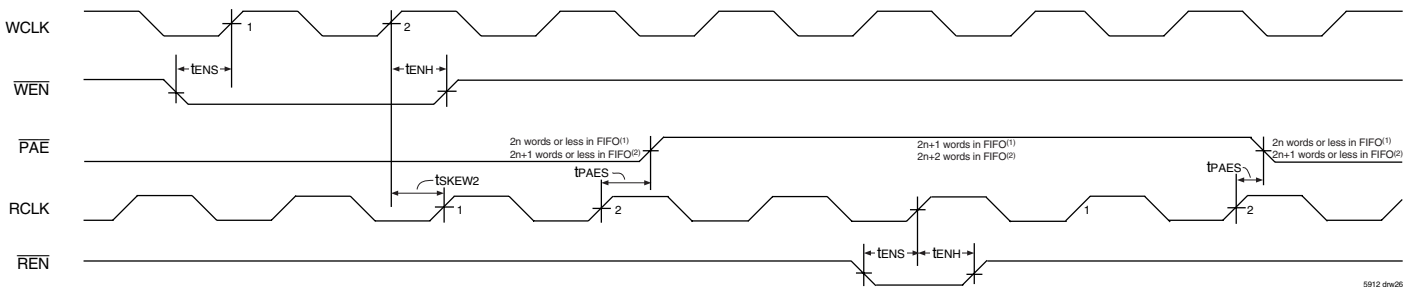 WCLK
1
2
tENS
tENH
WEN
PAE
2n words or less in FIFO(1)
2n+1 words or less in FIFO(2)
2n+1 words in FIFO(1)
2n+2 words in FIFO(2)
2n words or less in FIFO(1)
2n+1 words or less in FIFO(2)
tSKEW2
tPAES
tPAES
RCLK
1
2
1
2
tENS
tENH
REN
5912 drw26